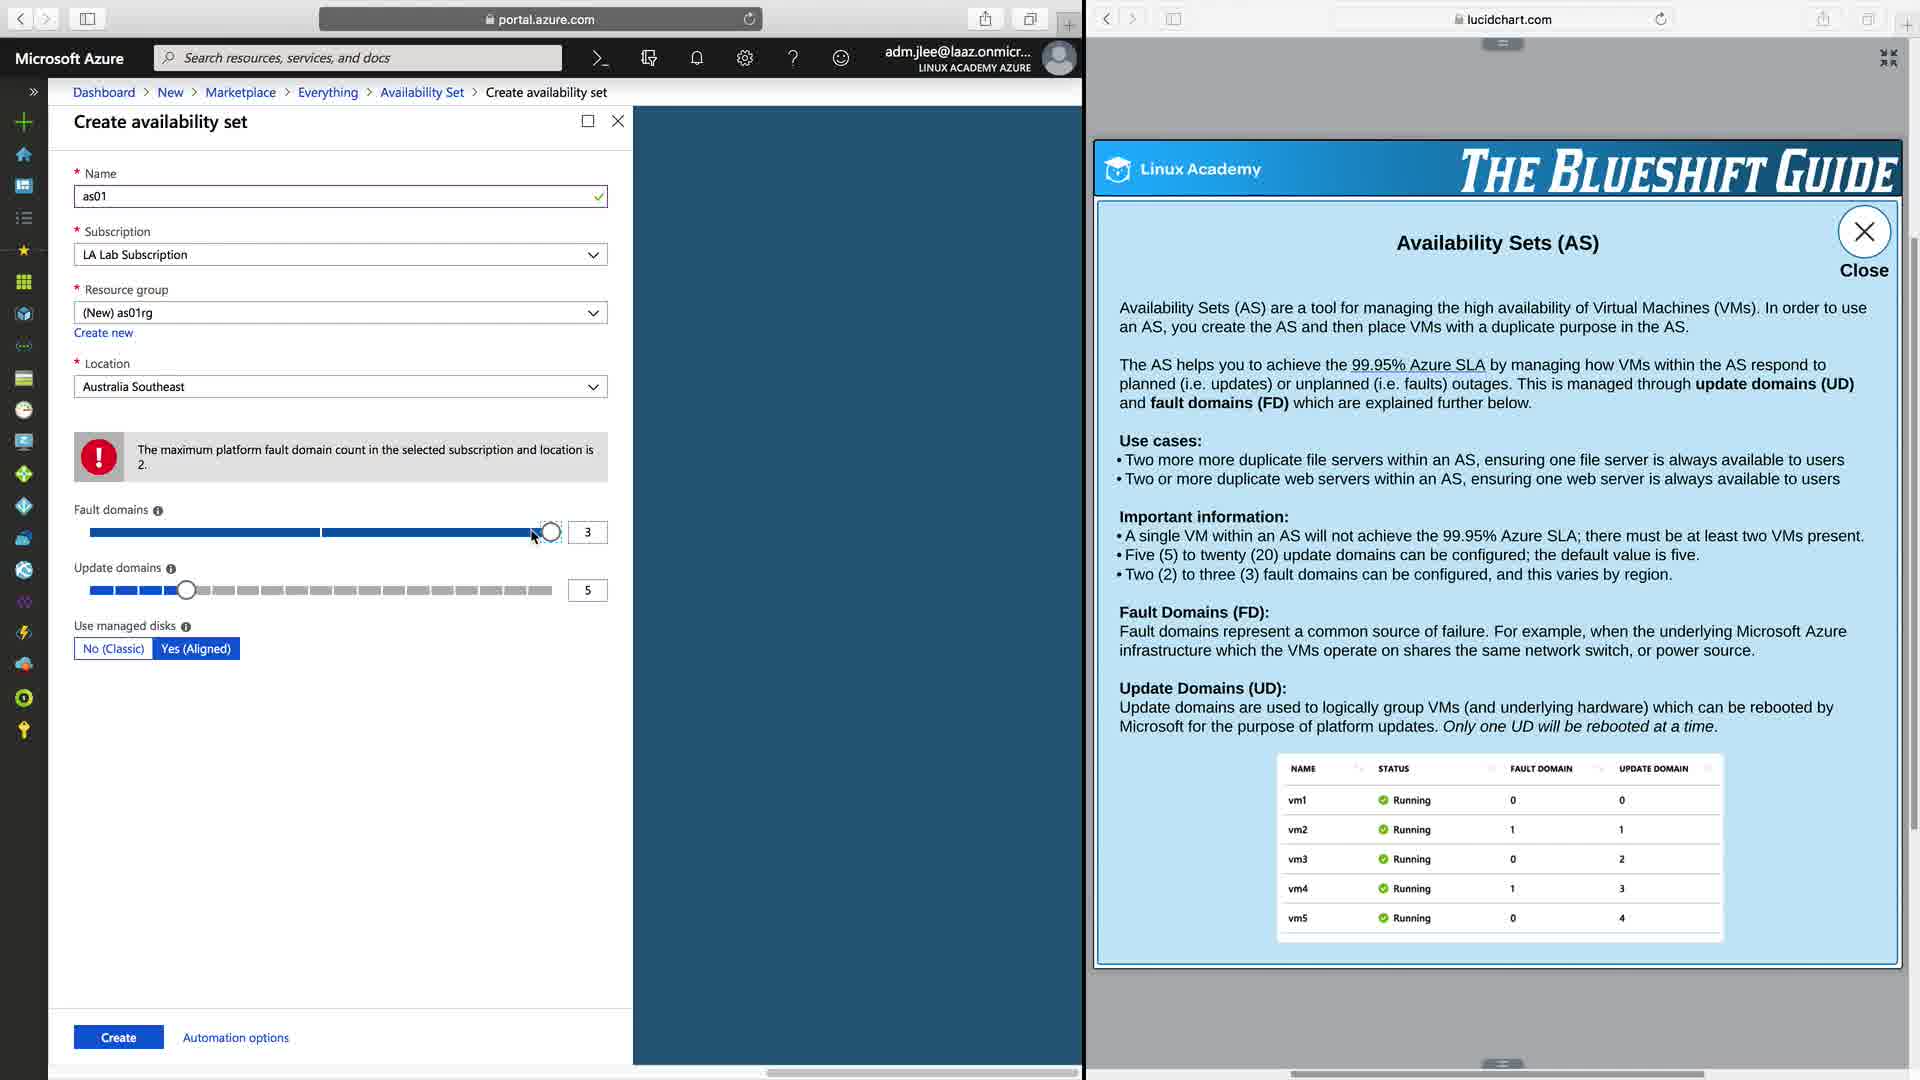 portal.azure.com
Microsoft Azure
Search resources, services, and docs
adm.jlee@laaz.onmicr...
LINUX ACADEMY AZURE
Dashboard > New > Marketplace > Everything > Availability Set > Create availability set
Create availability set
* Name
as01
* Subscription
LA Lab Subscription
* Resource group
(New) as01rg
Create new
* Location
Australia Southeast
The maximum platform fault domain count in the selected subscription and location is
2.
Fault domains
3
Update domains
5
Use managed disks
No (Classic) Yes (Aligned)
Create Automation options
lucidchart.com
Linux Academy
THE BLUESHIFT GUIDE
Availability Sets (AS)
Close
Availability Sets (AS) are a tool for managing the high availability of Virtual Machines (VMs). In order to use
an AS, you create the AS and then place VMs with a duplicate purpose in the AS.
The AS helps you to achieve the 99.95% Azure SLA by managing how VMs within the AS respond to
planned (i.e. updates) or unplanned (i.e. faults) outages. This is managed through update domains (UD)
and fault domains (FD) which are explained further below.
Use cases:
• Two more more duplicate file servers within an AS, ensuring one file server is always available to users
• Two or more duplicate web servers within an AS, ensuring one web server is always available to users
Important information:
• A single VM within an AS will not achieve the 99.95% Azure SLA; there must be at least two VMs present.
• Five (5) to twenty (20) update domains can be configured; the default value is five.
• Two (2) to three (3) fault domains can be configured, and this varies by region.
Fault Domains (FD):
Fault domains represent a common source of failure. For example, when the underlying Microsoft Azure
infrastructure which the VMs operate on shares the same network switch, or power source.
Update Domains (UD):
Update domains are used to logically group VMs (and underlying hardware) which can be rebooted by
Microsoft for the purpose of platform updates. Only one UD will be rebooted at a time.
NAME STATUS FAULT DOMAIN UPDATE DOMAIN
vm1 Running 0 0
vm2 Running 1 1
vm3 Running 0 2
vm4 Running 1 3
vm5 Running 0 4